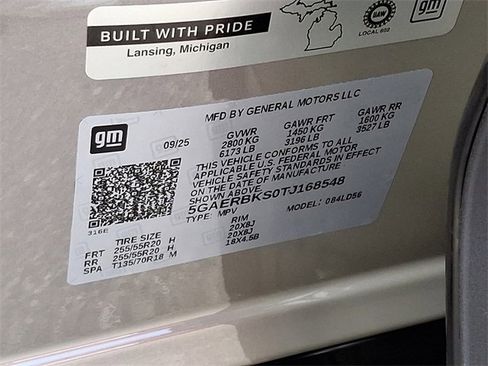 BUILT WITH PRIDE
Lansing, Michigan
UAW
LOCAL 602
gm
gm
MFD BY GENERAL MOTORS LLC
09/25
GVWR GAWR FRT GAWR RR
2800 KG 1450 KG 1600 KG
6173 LB 3196 LB 3527 LB
THIS VEHICLE CONFORMS TO ALL
APPLICABLE U.S. FEDERAL MOTOR
VEHICLE SAFETY STANDARDS IN EFFECT
ON THE DATE OF MANUFACTURE
SHOWN ABOVE.
5GAERBKS0TJ168548
TYPE: MPV MODEL: 084LD56
316E
TIRE SIZE RIM
FRT 255/55R20 H 20X8J
RR 255/55R20 H 20X8J
SPA T135/70R18 M 18X4.5B